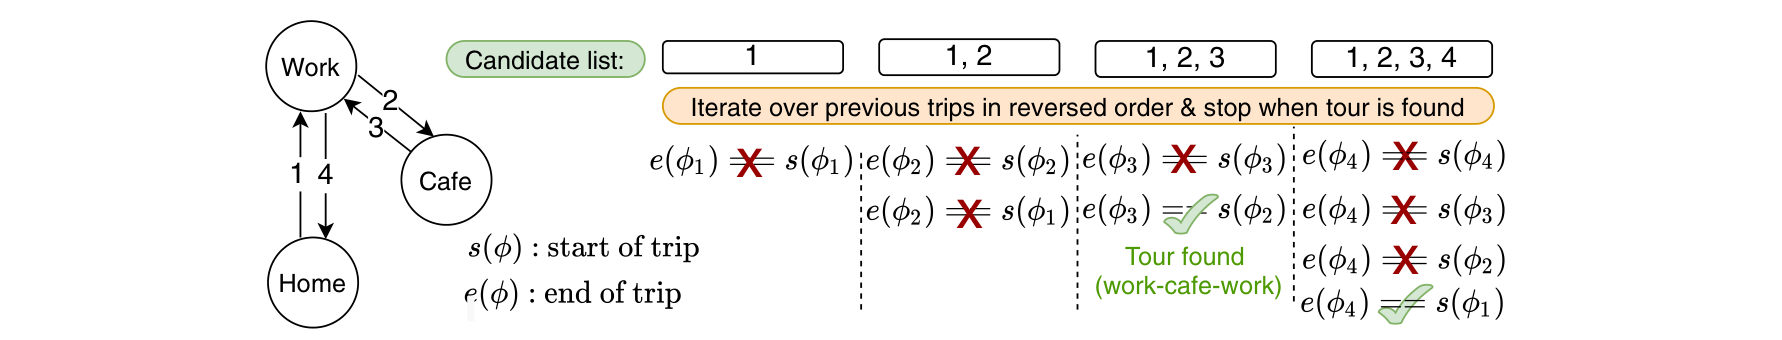 Work
2
3
Cafe
1 4
Home
Candidate list:
1
1, 2
1, 2, 3
1, 2, 3, 4
Iterate over previous trips in reversed order & stop when tour is found
e(ϕ₁) == s(ϕ₁)
e(ϕ₂) == s(ϕ₂)
e(ϕ₂) == s(ϕ₁)
e(ϕ₃) == s(ϕ₃)
e(ϕ₃) == s(ϕ₂)
Tour found
(work-cafe-work)
e(ϕ₄) == s(ϕ₄)
e(ϕ₄) == s(ϕ₃)
e(ϕ₄) == s(ϕ₂)
e(ϕ₄) == s(ϕ₁)
s(ϕ) : start of trip
e(ϕ) : end of trip